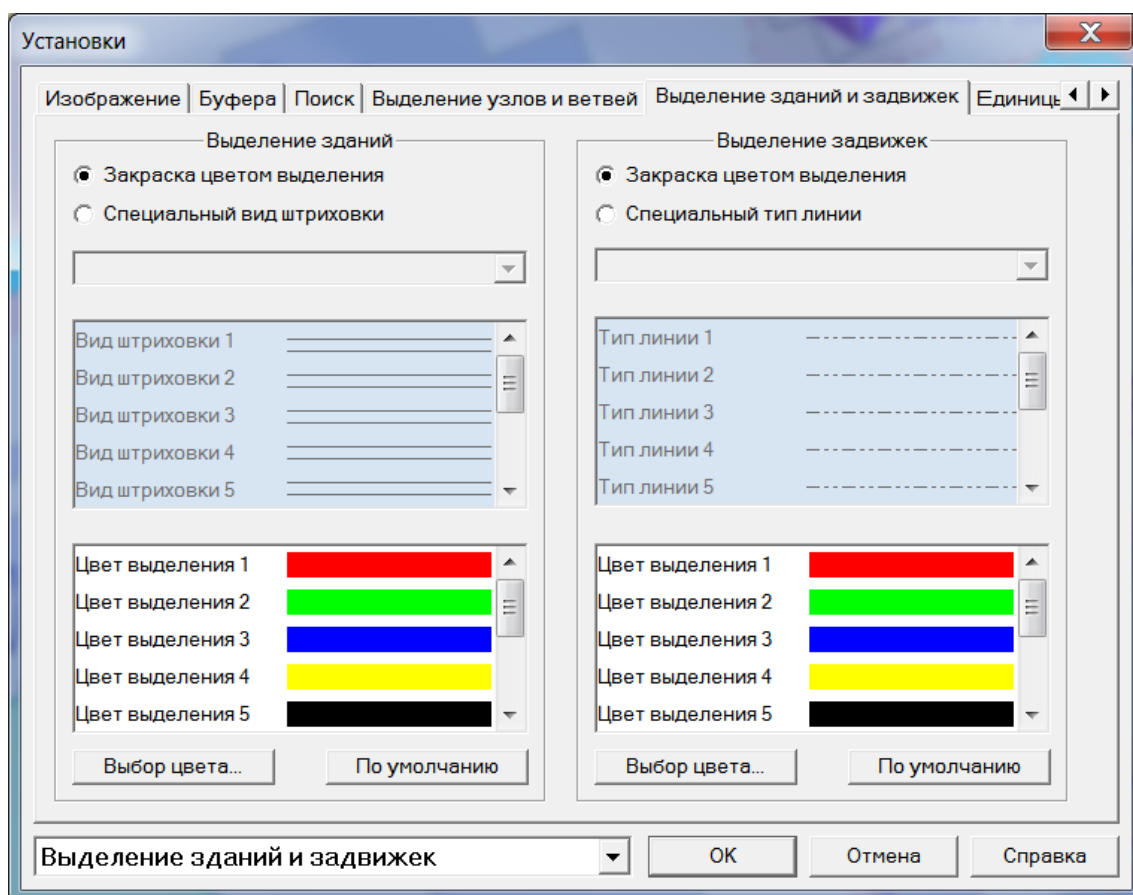 Установки
Изображение Буфера Поиск Выделение узлов и ветвей Выделение зданий и задвижек
Выделение зданий
Закраска цветом выделения
Специальный вид штриховки
Вид штриховки 1
Вид штриховки 2
Вид штриховки 3
Вид штриховки 4
Вид штриховки 5
Цвет выделения 1
Цвет выделения 2
Цвет выделения 3
Цвет выделения 4
Цвет выделения 5
Выбор цвета... По умолчанию
Выделение задвижек
Закраска цветом выделения
Специальный тип линии
Тип линии 1
Тип линии 2
Тип линии 3
Тип линии 4
Тип линии 5
Цвет выделения 1
Цвет выделения 2
Цвет выделения 3
Цвет выделения 4
Цвет выделения 5
Выбор цвета... По умолчанию
Выделение зданий и задвижек OK Отмена Справка